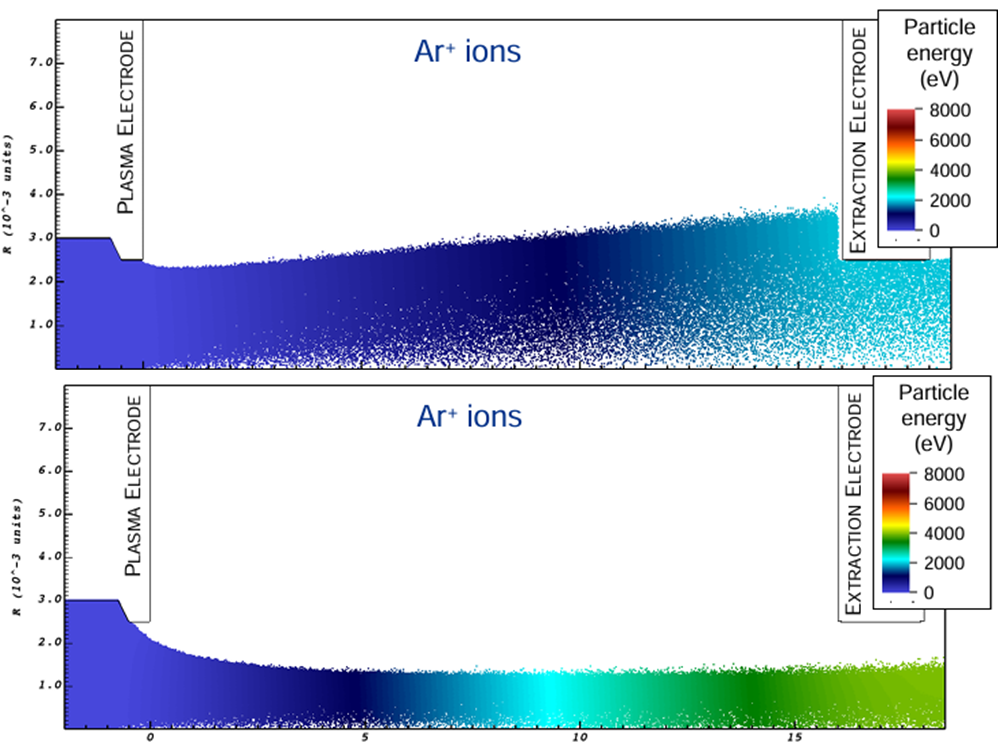 Ar+ ions
Particle
energy
(eV)
8000
6000
4000
2000
0
PLASMA ELECTRODE
EXTRACTION ELECTRODE
R (10^-3 units)
7.0
6.0
5.0
4.0
3.0
2.0
1.0
Ar+ ions
Particle
energy
(eV)
8000
6000
4000
2000
0
PLASMA ELECTRODE
EXTRACTION ELECTRODE
R (10^-3 units)
7.0
6.0
5.0
4.0
3.0
2.0
1.0
0 5 10 15